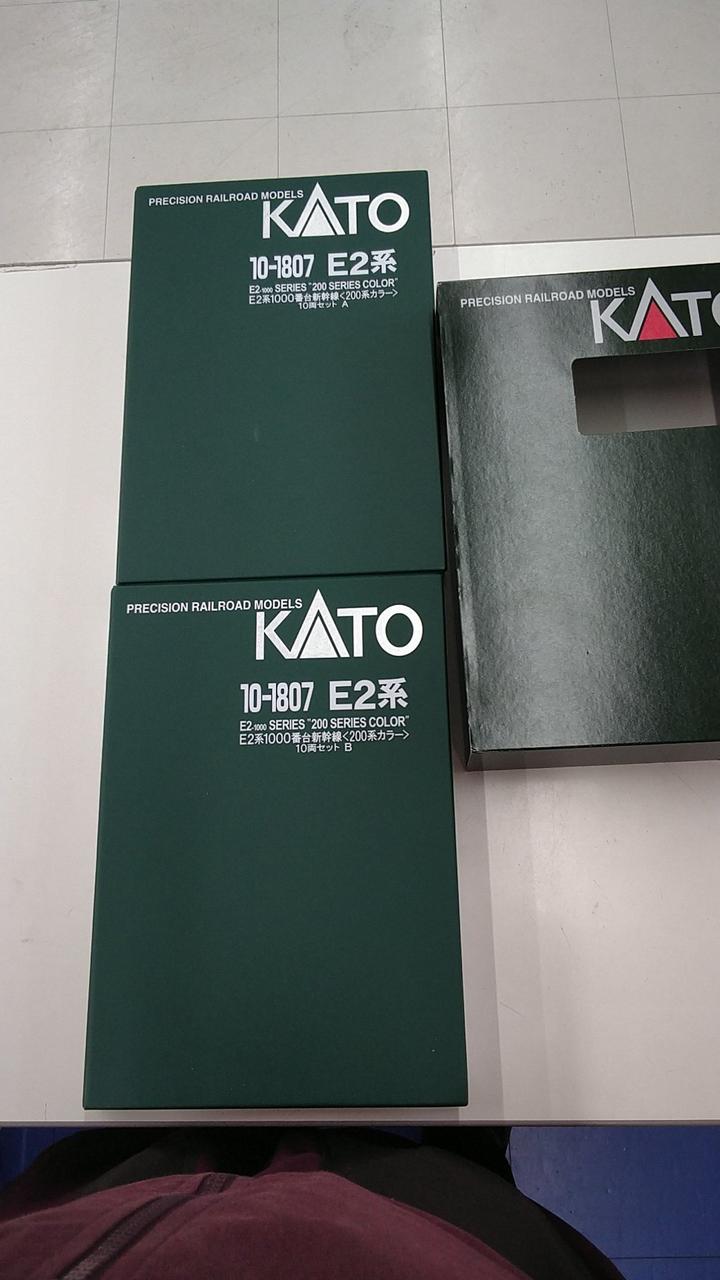 PRECISION RAILROAD MODELS
KATO
10-1807 E2系
E2-1000 SERIES "200 SERIES COLOR"
E2系1000番台新幹線<200系カラー>
10両セット A
PRECISION RAILROAD MODELS
KATO
10-1807 E2系
E2-1000 SERIES "200 SERIES COLOR"
E2系1000番台新幹線<200系カラー>
10両セット B
PRECISION RAILROAD MODELS
KATO